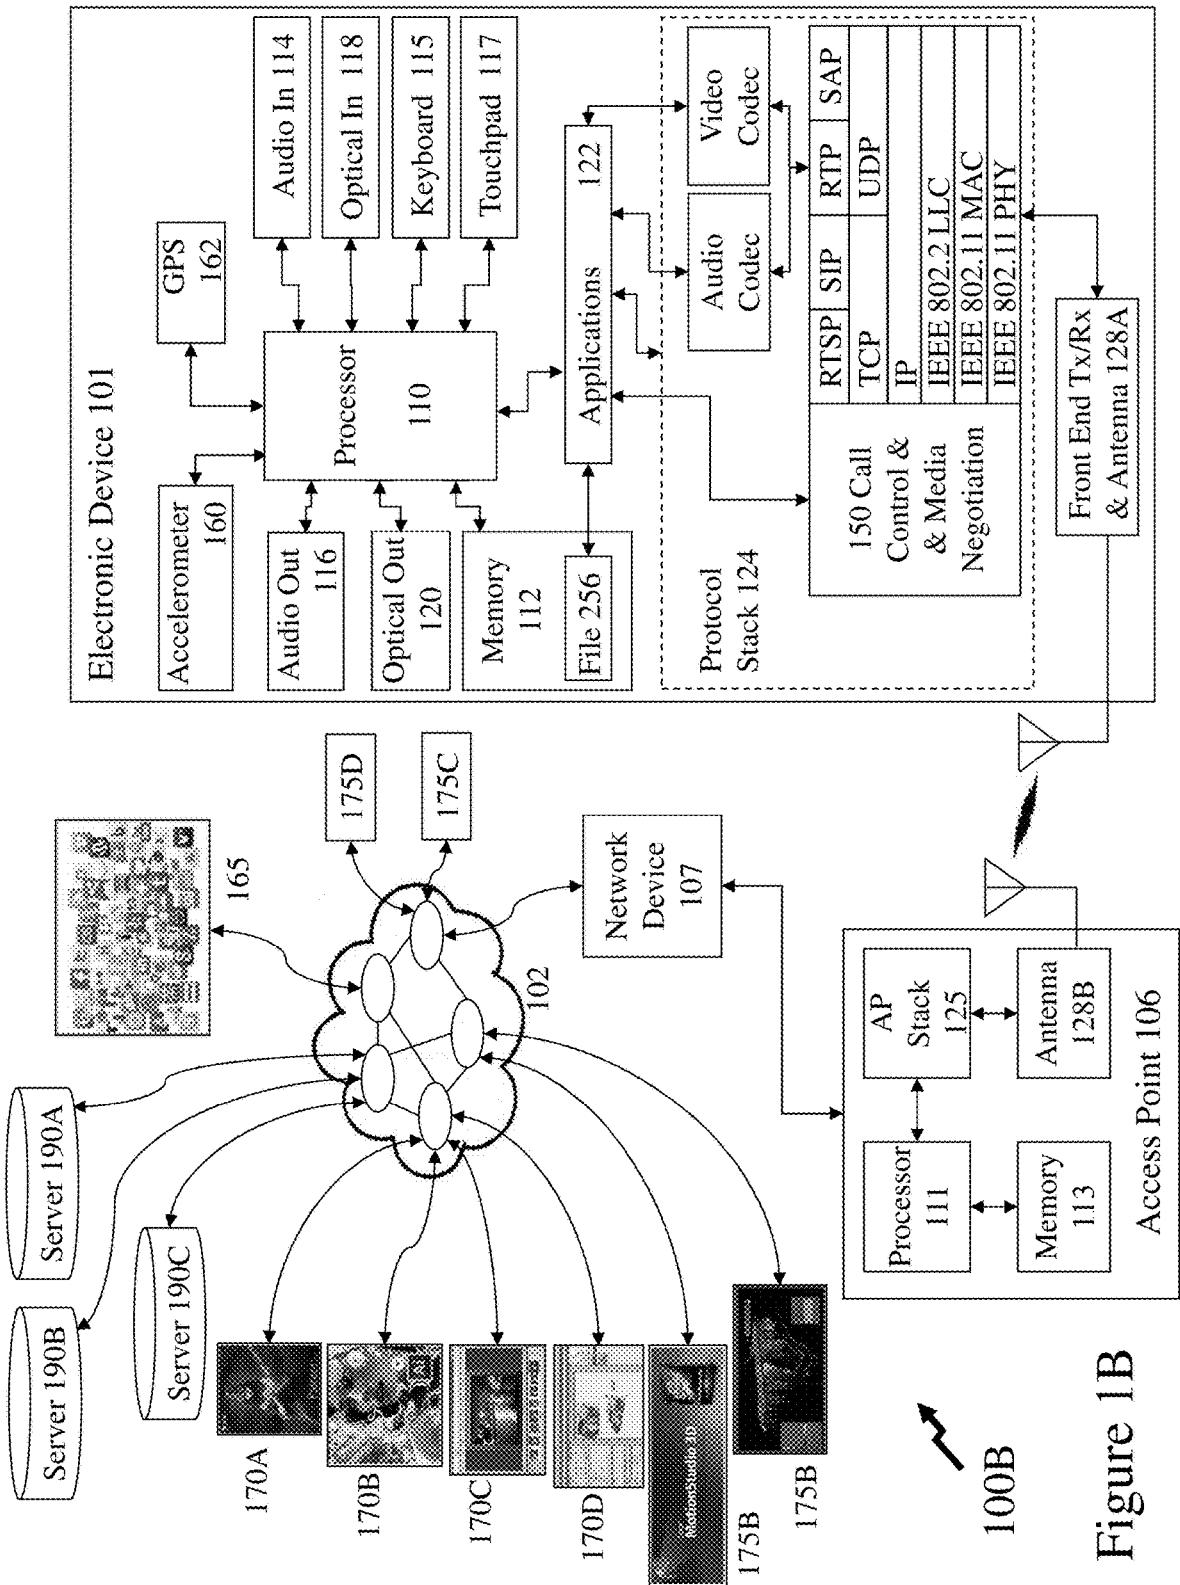 Electronic Device 101
Accelerometer
160
GPS
162
Audio Out
116
Optical Out
120
Memory
112
File 256
Processor
110
Audio In 114
Optical In 118
Keyboard 115
Touchpad 117
Applications 122
Protocol
Stack 124
Audio
Codec
Video
Codec
150 Call
Control &
& Media
Negotiation
RTSP
SIP
RTP
SAP
TCP
UDP
IP
IEEE 802.2 LLC
IEEE 802.11 MAC
IEEE 802.11 PHY
Front End Tx/Rx
& Antenna 128A
Server 190B
Server 190A
Server 190C
165
175D
175C
102
Network
Device
107
170A
170B
170C
170D
175B
MotionStudio 3D
175B
Processor
111
AP
Stack
125
Memory
113
Antenna
128B
Access Point 106
100B
Figure 1B